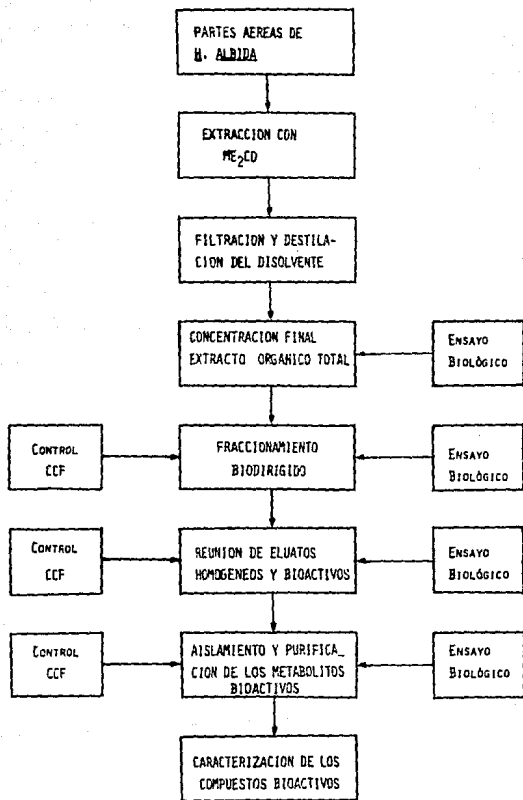 PARTES AEREAS DE
H. ALBIDA
EXTRACCION CON
ME₂CO
FILTRACION Y DESTILA-
CION DEL DISOLVENTE
CONCENTRACION FINAL
EXTRACTO ORGANICO TOTAL
ENSAYO
BIOLÓGICO
CONTROL
CCF
FRACCIONAMIENTO
BIODIRIGIDO
ENSAYO
BIOLÓGICO
CONTROL
CCF
REUNION DE ELUATOS
HOMOGENEOS Y BIOACTIVOS
ENSAYO
BIOLÓGICO
CONTROL
CCF
AISLAMIENTO Y PURIFICA_
CION DE LOS METABOLITOS
BIOACTIVOS
ENSAYO
BIOLÓGICO
CARACTERIZACION DE LOS
COMPUESTOS BIOACTIVOS